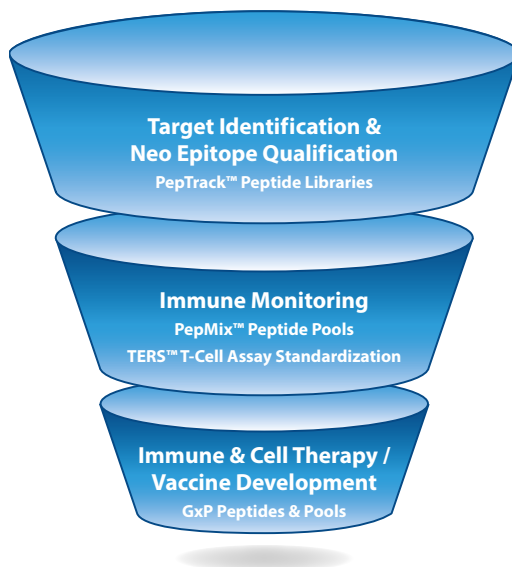 Target Identification &
Neo Epitope Qualification
PepTrack™ Peptide Libraries
Immune Monitoring
PepMix™ Peptide Pools
TERS™ T-Cell Assay Standardization
Immune & Cell Therapy /
Vaccine Development
GxP Peptides & Pools